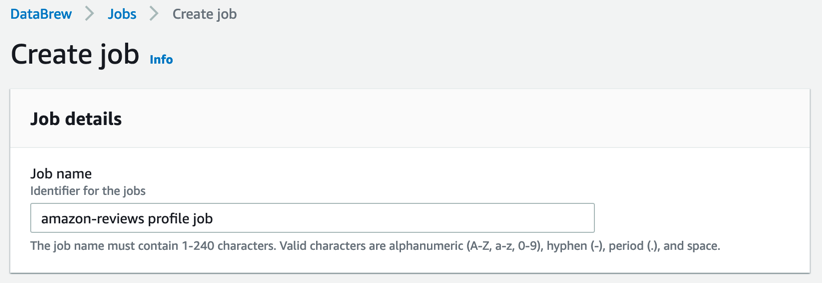 DataBrew > Jobs > Create job
Create job Info
Job details
Job name
Identifier for the jobs
amazon-reviews profile job
The job name must contain 1-240 characters. Valid characters are alphanumeric (A-Z, a-z, 0-9), hyphen (-), period (.), and space.